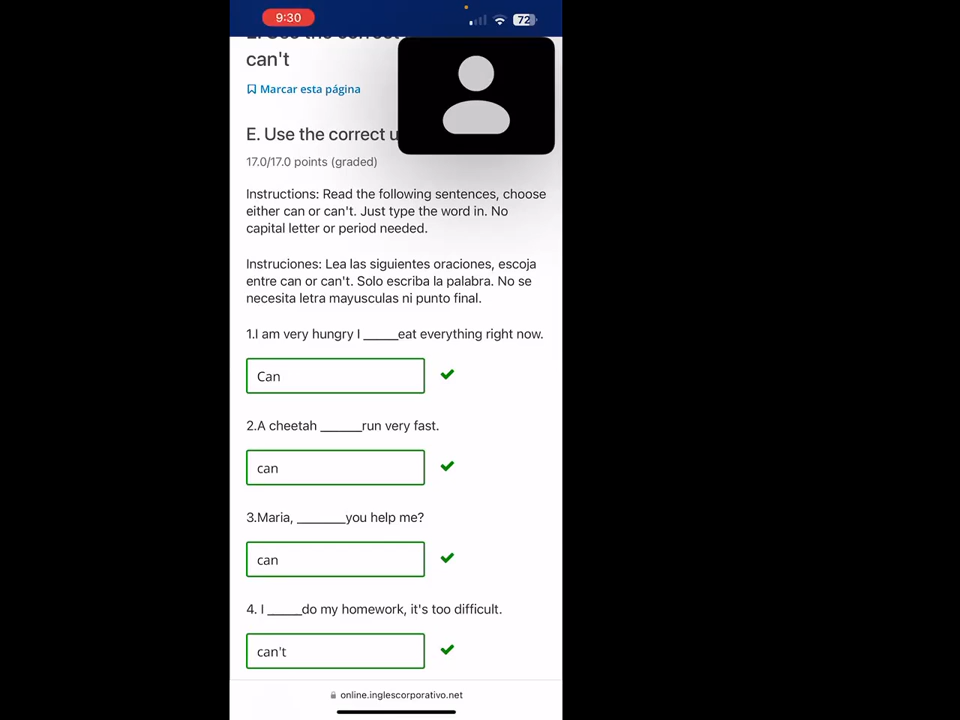 9:30
72
can't
Marcar esta página
E. Use the correct
17.0/17.0 points (graded)
Instructions: Read the following sentences, choose
either can or can't. Just type the word in. No
capital letter or period needed.
Instruciones: Lea las siguientes oraciones, escoja
entre can or can't. Solo escriba la palabra. No se
necesita letra mayusculas ni punto final.
1.I am very hungry I _____eat everything right now.
Can
2.A cheetah ______run very fast.
can
3.Maria, _______you help me?
can
4. I _____do my homework, it's too difficult.
can't
online.inglescorporativo.net